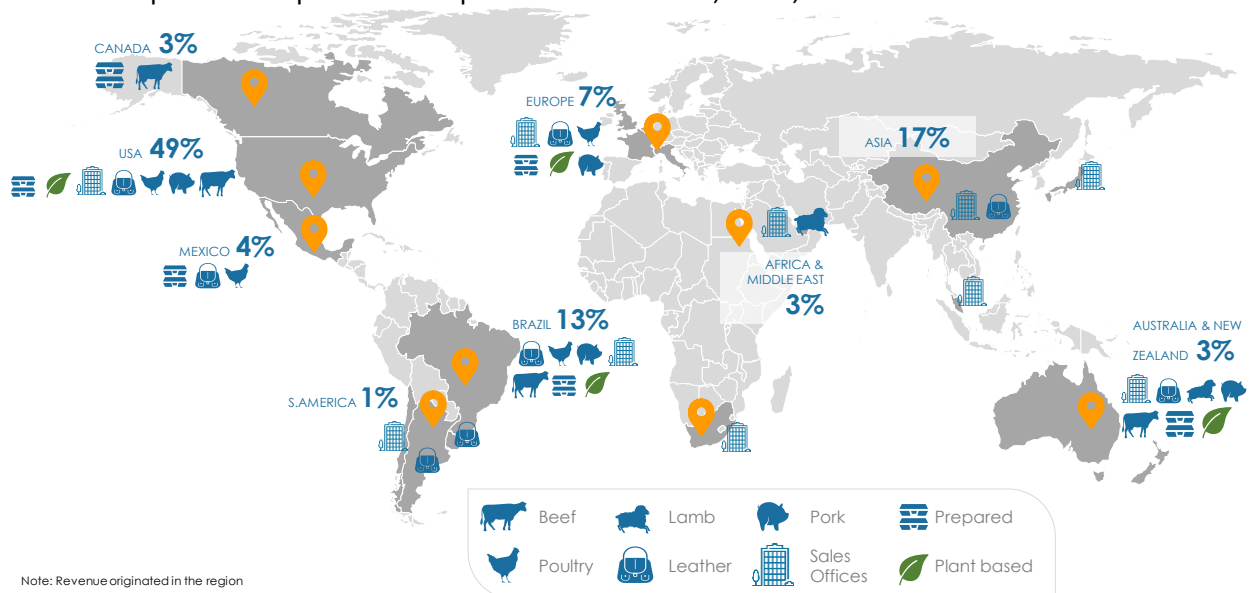 CANADA 3%
USA 49%
MEXICO 4%
EUROPE 7%
ASIA 17%
AFRICA &
MIDDLE EAST
3%
BRAZIL 13%
S.AMERICA 1%
AUSTRALIA & NEW
ZEALAND 3%
Beef
Lamb
Pork
Prepared
Poultry
Leather
Sales
Offices
Plant based
Note: Revenue originated in the region